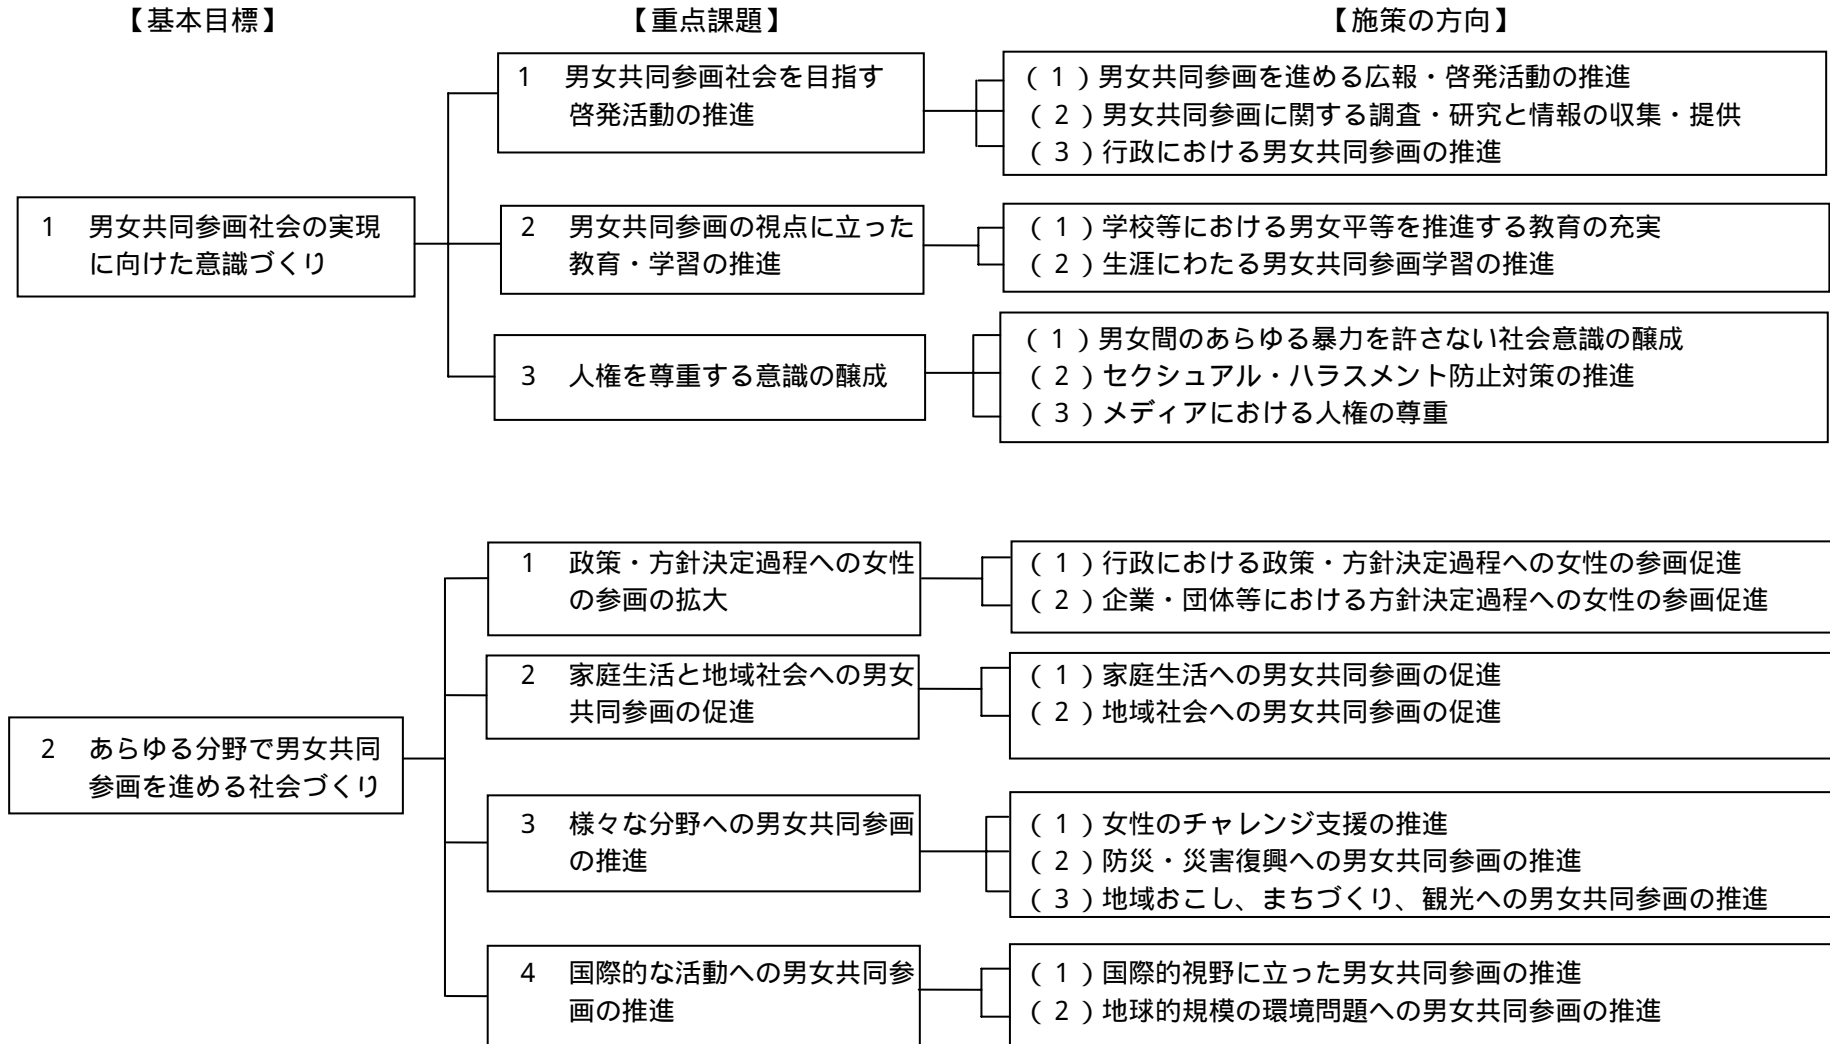 【基本目標】 【重点課題】 【施策の方向】
1 男女共同参画社会の実現
に向けた意識づくり
1 男女共同参画社会を目指す
啓発活動の推進
(1)男女共同参画を進める広報・啓発活動の推進
(2)男女共同参画に関する調査・研究と情報の収集・提供
(3)行政における男女共同参画の推進
2 男女共同参画の視点に立った
教育・学習の推進
(1)学校等における男女平等を推進する教育の充実
(2)生涯にわたる男女共同参画学習の推進
3 人権を尊重する意識の醸成
(1)男女間のあらゆる暴力を許さない社会意識の醸成
(2)セクシュアル・ハラスメント防止対策の推進
(3)メディアにおける人権の尊重
2 あらゆる分野で男女共同
参画を進める社会づくり
1 政策・方針決定過程への女性
の参画の拡大
(1)行政における政策・方針決定過程への女性の参画促進
(2)企業・団体等における方針決定過程への女性の参画促進
2 家庭生活と地域社会への男女
共同参画の促進
(1)家庭生活への男女共同参画の促進
(2)地域社会への男女共同参画の促進
3 様々な分野への男女共同参画
の推進
(1)女性のチャレンジ支援の推進
(2)防災・災害復興への男女共同参画の推進
(3)地域おこし、まちづくり、観光への男女共同参画の推進
4 国際的な活動への男女共同参
画の推進
(1)国際的視野に立った男女共同参画の推進
(2)地球的規模の環境問題への男女共同参画の推進